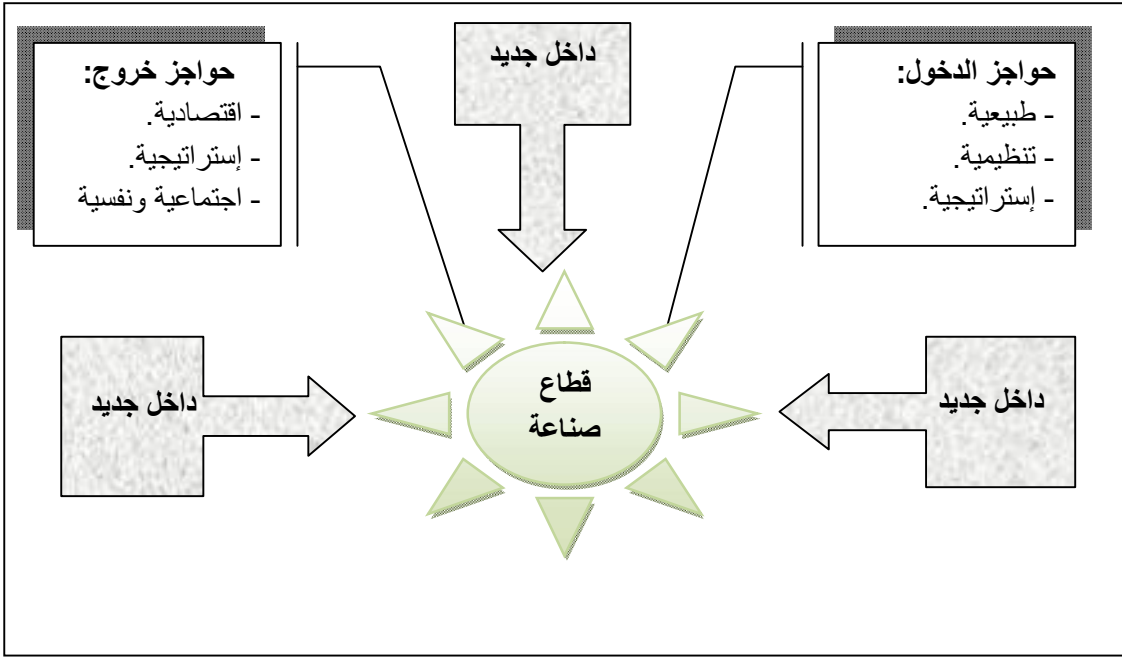 حواجز الدخول:
- طبيعية.
- تنظيمية.
- إستراتيجية.
داخل جديد
حواجز خروج:
- اقتصادية.
- إستراتيجية.
- اجتماعية ونفسية
داخل جديد
قطاع
صناعة
داخل جديد